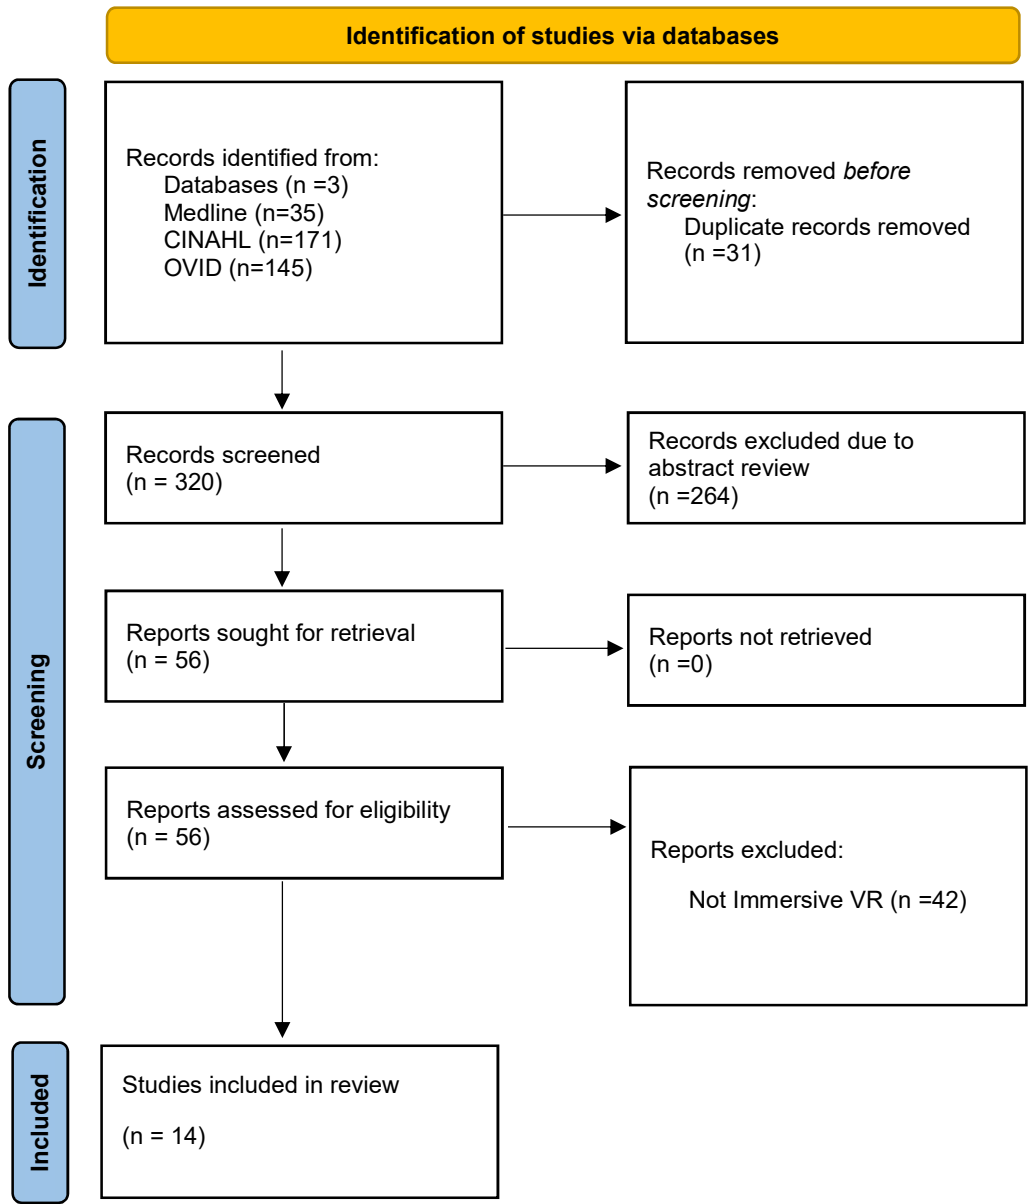 Identification of studies via databases
Identification
Records identified from:
Databases (n =3)
Medline (n=35)
CINAHL (n=171)
OVID (n=145)
Records removed before
screening:
Duplicate records removed
(n =31)
Screening
Records screened
(n = 320)
Records excluded due to
abstract review
(n =264)
Reports sought for retrieval
(n = 56)
Reports not retrieved
(n =0)
Reports assessed for eligibility
(n = 56)
Reports excluded:
Not Immersive VR (n =42)
Included
Studies included in review
(n = 14)